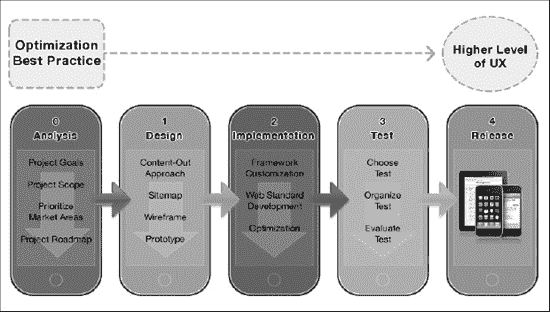 Optimization
Best Practice
Higher Level
of UX
0
Analysis
Project Goals
Project Scope
Prioritize
Market Areas
Project Roadmap
1
Design
Content-Out
Approach
Sitemap
Wireframe
Prototype
2
Implementation
Framework
Customization
Web Standard
Development
Optimization
3
Test
Choose
Test
Organize
Test
Evaluate
Test
4
Release